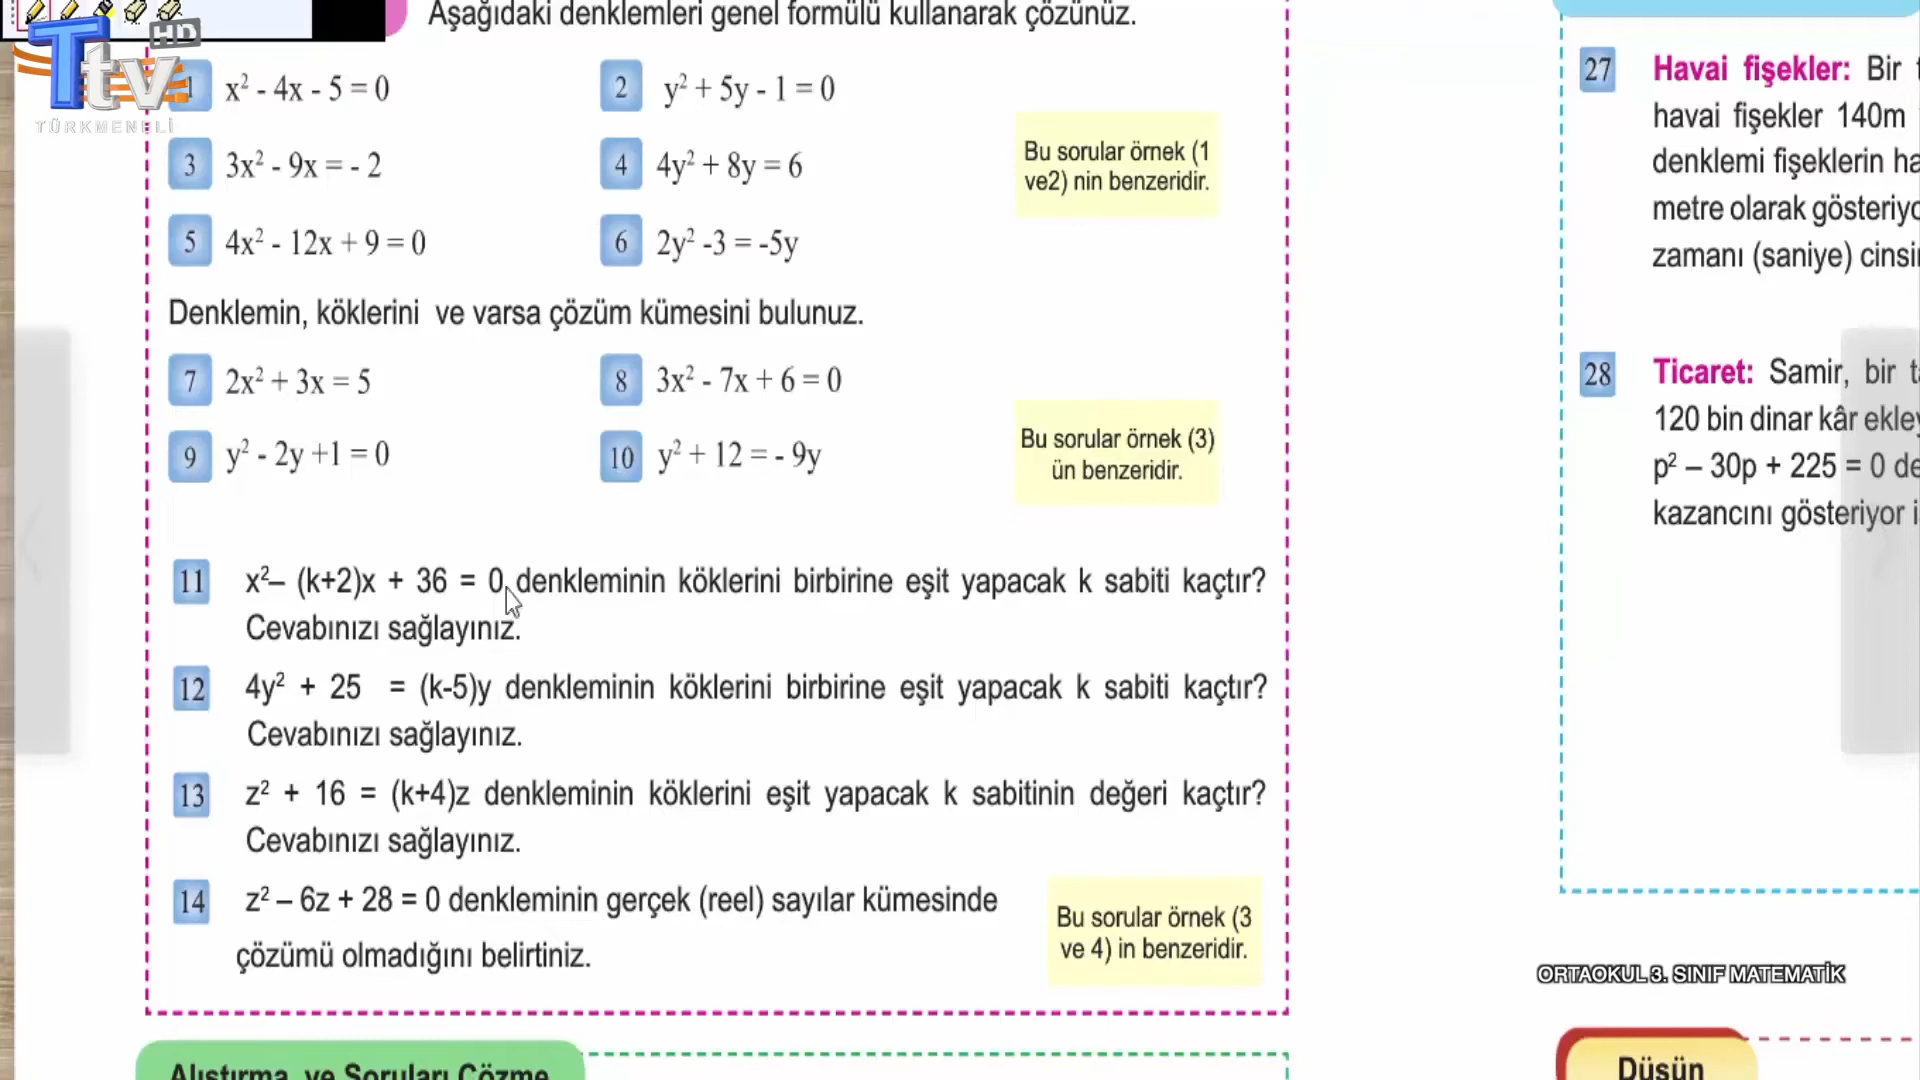 HD
Ttv
TÜRKMENELİ
Aşağıdaki denklemleri genel formülü kullanarak çözünüz.
1 x² - 4x - 5 = 0
2 y² + 5y - 1 = 0
3 3x² - 9x = - 2
4 4y² + 8y = 6
Bu sorular örnek (1
ve2) nin benzeridir.
5 4x² - 12x + 9 = 0
6 2y² -3 = -5y
Denklemin, köklerini ve varsa çözüm kümesini bulunuz.
7 2x² + 3x = 5
8 3x² - 7x + 6 = 0
9 y² - 2y +1 = 0
10 y² + 12 = - 9y
Bu sorular örnek (3)
ün benzeridir.
11 x²– (k+2)x + 36 = 0 denkleminin köklerini birbirine eşit yapacak k sabiti kaçtır?
Cevabınızı sağlayınız.
12 4y² + 25 = (k-5)y denkleminin köklerini birbirine eşit yapacak k sabiti kaçtır?
Cevabınızı sağlayınız.
13 z² + 16 = (k+4)z denkleminin köklerini eşit yapacak k sabitinin değeri kaçtır?
Cevabınızı sağlayınız.
14 z² – 6z + 28 = 0 denkleminin gerçek (reel) sayılar kümesinde
çözümü olmadığını belirtiniz.
Bu sorular örnek (3
ve 4) in benzeridir.
Alıştırma ve Soruları Çözme
27 Havai fişekler: Bir
havai fişekler 140m
denklemi fişeklerin
metre olarak
zamanı (saniye)
28 Ticaret: Samir, bir
120 bin dinar kâr
p² – 30p + 225 = 0
kazancını gösteriyor
ORTAOKUL 3. SINIF MATEMATİK
Düşün